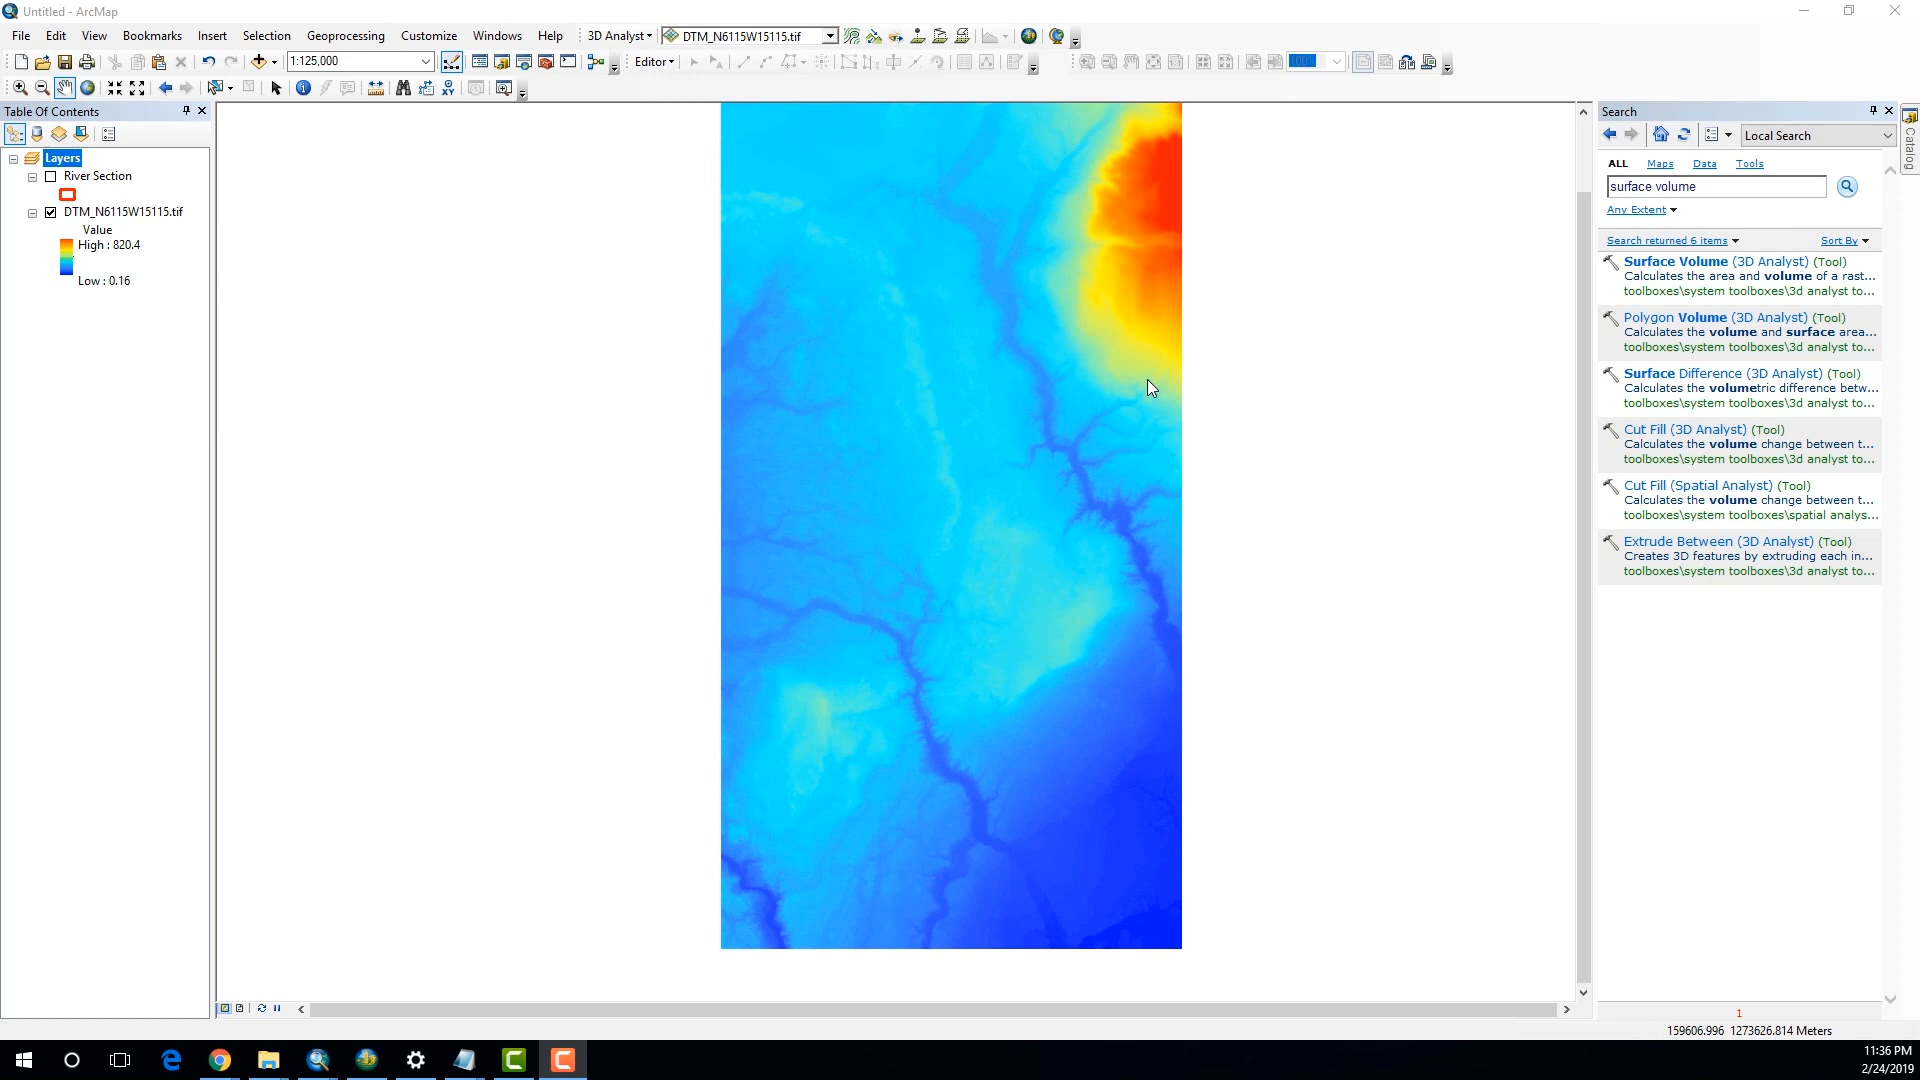 Untitled - ArcMap
File Edit View Bookmarks Insert Selection Geoprocessing Customize Windows Help 3D Analyst DTM_N6115W15115.tif
1:125,000 Editor 100%
Table Of Contents
Layers
River Section
DTM_N6115W15115.tif
Value
High : 820.4
Low : 0.16
Search
Local Search
ALL Maps Data Tools
surface volume
Any Extent
Search returned 6 items Sort By
Surface Volume (3D Analyst) (Tool)
Calculates the area and volume of a rast...
toolboxes\system toolboxes\3d analyst to...
Polygon Volume (3D Analyst) (Tool)
Calculates the volume and surface area...
toolboxes\system toolboxes\3d analyst to...
Surface Difference (3D Analyst) (Tool)
Calculates the volumetric difference betw...
toolboxes\system toolboxes\3d analyst to...
Cut Fill (3D Analyst) (Tool)
Calculates the volume change between t...
toolboxes\system toolboxes\3d analyst to...
Cut Fill (Spatial Analyst) (Tool)
Calculates the volume change between t...
toolboxes\system toolboxes\spatial analys...
Extrude Between (3D Analyst) (Tool)
Creates 3D features by extruding each in...
toolboxes\system toolboxes\3d analyst to...
Catalog
1
159606.996 1273626.814 Meters
11:36 PM
2/24/2019